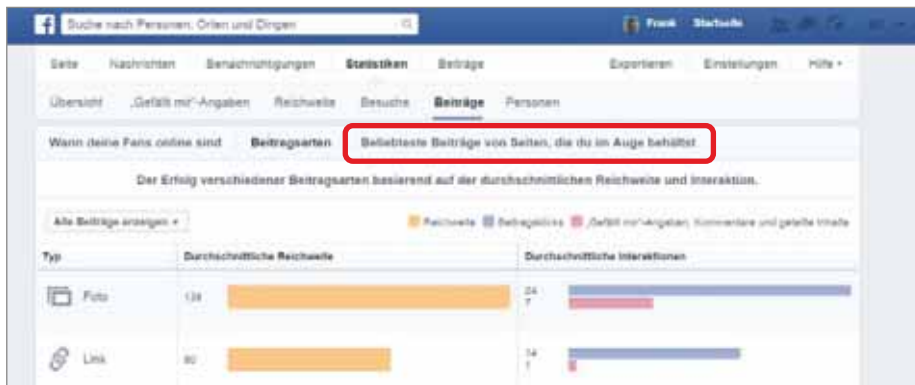 f Suche nach Personen, Orten und Dingen Frank Startseite
Seite Nachrichten Benachrichtigungen Statistiken Beiträge Exportieren Einstellungen Hilfe
Übersicht „Gefällt mir“-Angaben Reichweite Besuche Beiträge Personen
Wann deine Fans online sind Beitragsarten Beliebteste Beiträge von Seiten, die du im Auge behältst
Der Erfolg verschiedener Beitragsarten basierend auf der durchschnittlichen Reichweite und Interaktion.
Alle Beiträge anzeigen Reichweite Beitragsklicks „Gefällt mir“-Angaben, Kommentare und geteilte Inhalte
Typ Durchschnittliche Reichweite Durchschnittliche Interaktionen
Foto 24
7
Link 14
1